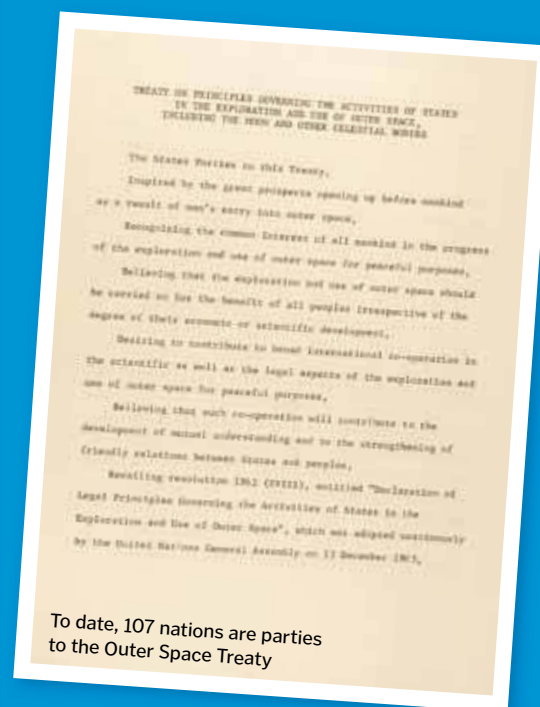 TREATY ON PRINCIPLES GOVERNING THE ACTIVITIES OF STATES
IN THE EXPLORATION AND USE OF OUTER SPACE,
INCLUDING THE MOON AND OTHER CELESTIAL BODIES
The States Parties to this Treaty,
Inspired by the great prospects opening up before mankind
as a result of man's entry into outer space,
Recognizing the common interest of all mankind in the progress
of the exploration and use of outer space for peaceful purposes,
Believing that the exploration and use of outer space should
be carried on for the benefit of all peoples irrespective of the
degree of their economic or scientific development,
Desiring to contribute to broad international co-operation in
the scientific as well as the legal aspects of the exploration and
use of outer space for peaceful purposes,
Believing that such co-operation will contribute to the
development of mutual understanding and to the strengthening of
friendly relations between States and peoples,
Recalling resolution 1962 (XVIII), entitled "Declaration of
Legal Principles Governing the Activities of States in the
Exploration and Use of Outer Space", which was adopted unanimously
by the United Nations General Assembly on 13 December 1963,
To date, 107 nations are parties
to the Outer Space Treaty